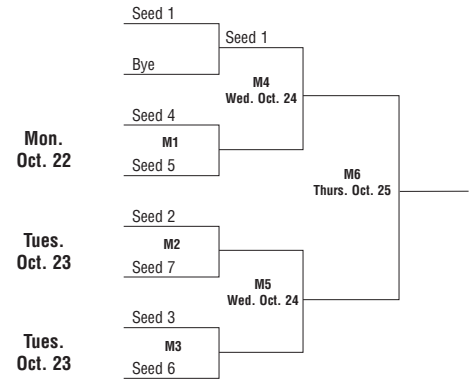 Seed 1
Seed 1
Bye
M4
Wed. Oct. 24
Seed 4
Mon.
Oct. 22
M1
Seed 5
M6
Thurs. Oct. 25
Seed 2
Tues.
Oct. 23
M2
Seed 7
M5
Wed. Oct. 24
Seed 3
Tues.
Oct. 23
M3
Seed 6